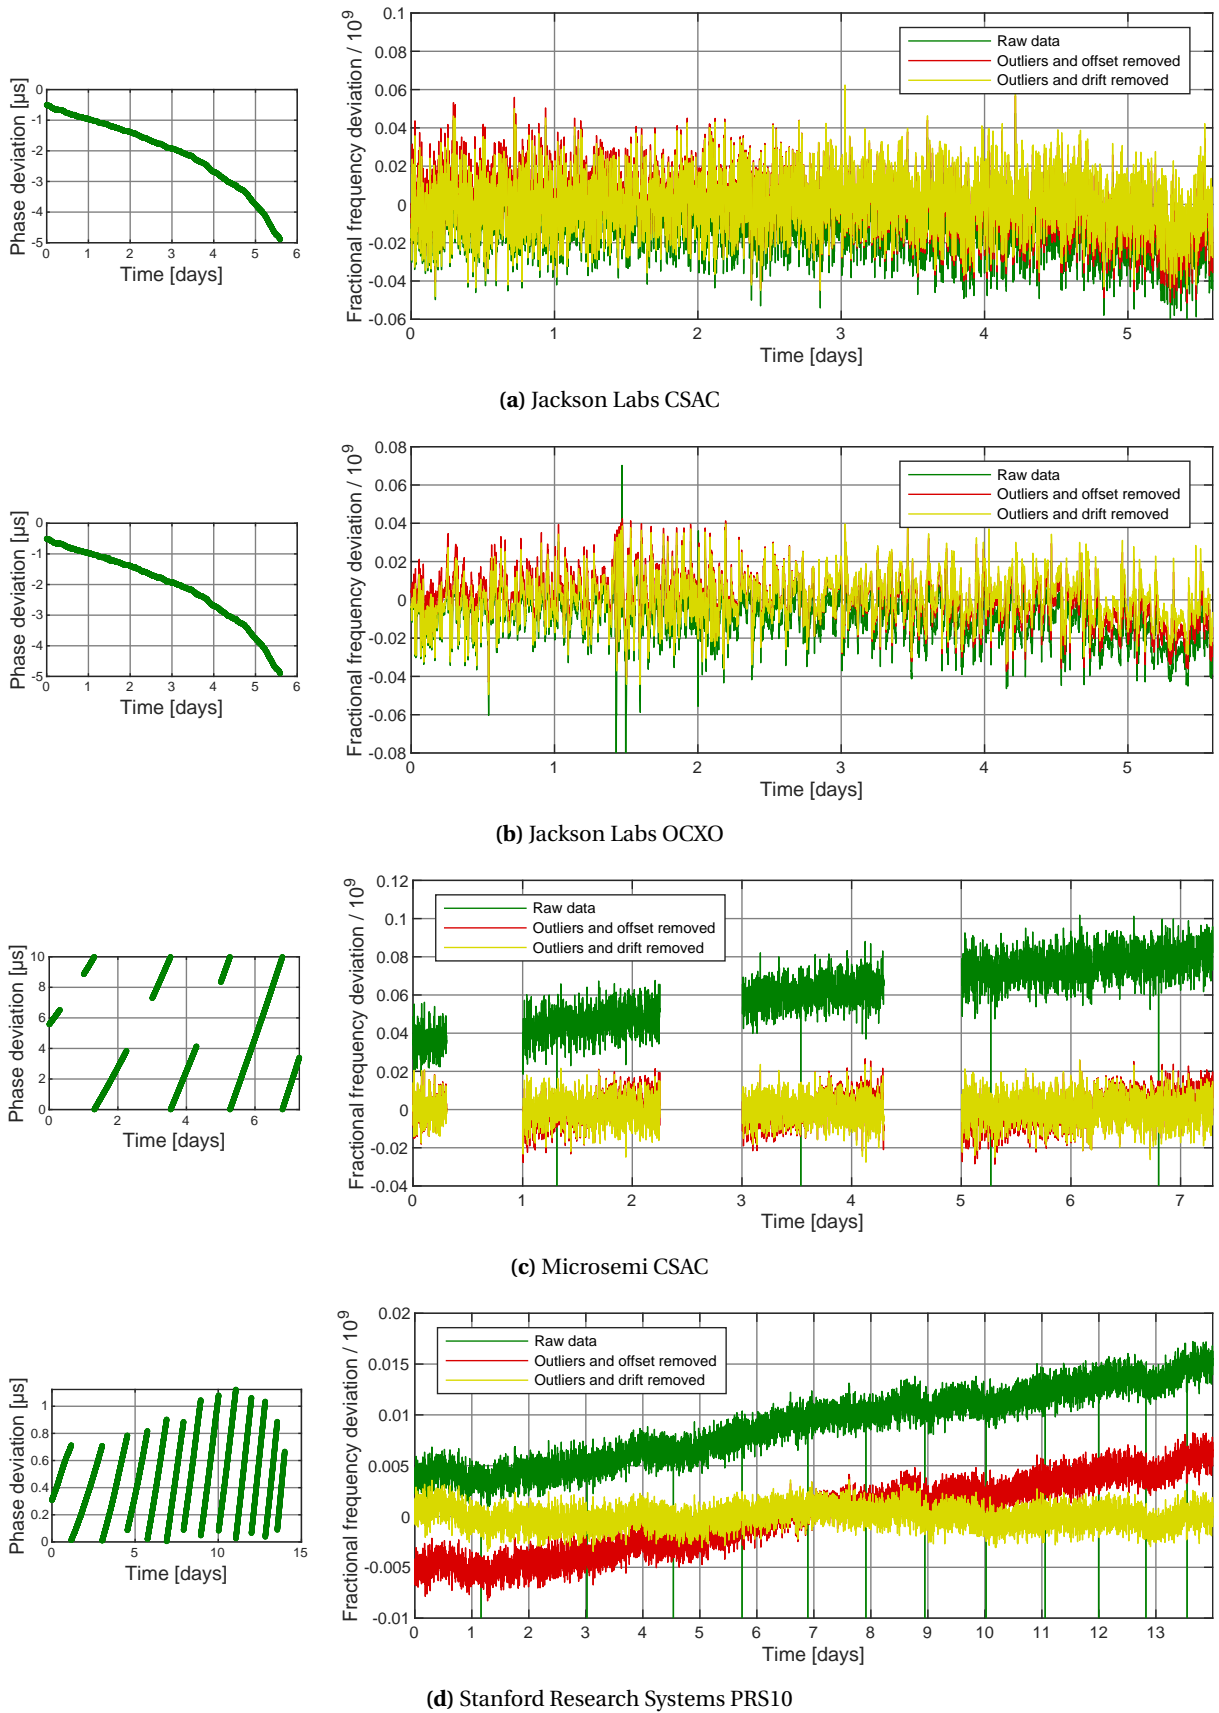 Phase deviation [µs]
0
-1
-2
-3
-4
-5
0 1 2 3 4 5 6
Time [days]
Fractional frequency deviation / 10⁹
0.1
0.08
0.06
0.04
0.02
0
-0.02
-0.04
-0.06
0 1 2 3 4 5
Time [days]
Raw data
Outliers and offset removed
Outliers and drift removed
(a) Jackson Labs CSAC
Phase deviation [µs]
0
-1
-2
-3
-4
-5
0 1 2 3 4 5 6
Time [days]
Fractional frequency deviation / 10⁹
0.08
0.06
0.04
0.02
0
-0.02
-0.04
-0.06
-0.08
0 1 2 3 4 5
Time [days]
Raw data
Outliers and offset removed
Outliers and drift removed
(b) Jackson Labs OCXO
Phase deviation [µs]
10
8
6
4
2
0
0 2 4 6
Time [days]
Fractional frequency deviation / 10⁹
0.12
0.1
0.08
0.06
0.04
0.02
0
-0.02
-0.04
0 1 2 3 4 5 6 7
Time [days]
Raw data
Outliers and offset removed
Outliers and drift removed
(c) Microsemi CSAC
Phase deviation [µs]
1
0.8
0.6
0.4
0.2
0
0 5 10 15
Time [days]
Fractional frequency deviation / 10⁹
0.02
0.015
0.01
0.005
0
-0.005
-0.01
0 1 2 3 4 5 6 7 8 9 10 11 12 13
Time [days]
Raw data
Outliers and offset removed
Outliers and drift removed
(d) Stanford Research Systems PRS10